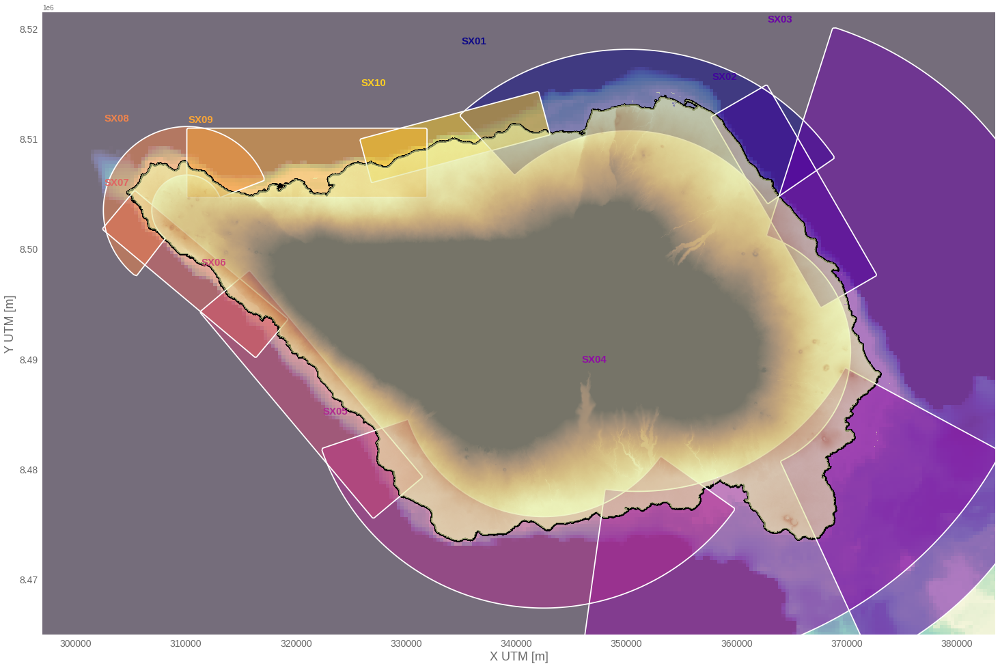 1e6
SX03
8.52
SX01
SX02
SX10
SX08
SX09
8.51
SX07
8.50
SX06
Y UTM [m]
8.49
SX04
SX05
8.48
8.47
300000 310000 320000 330000 340000 350000 360000 370000 380000
X UTM [m]